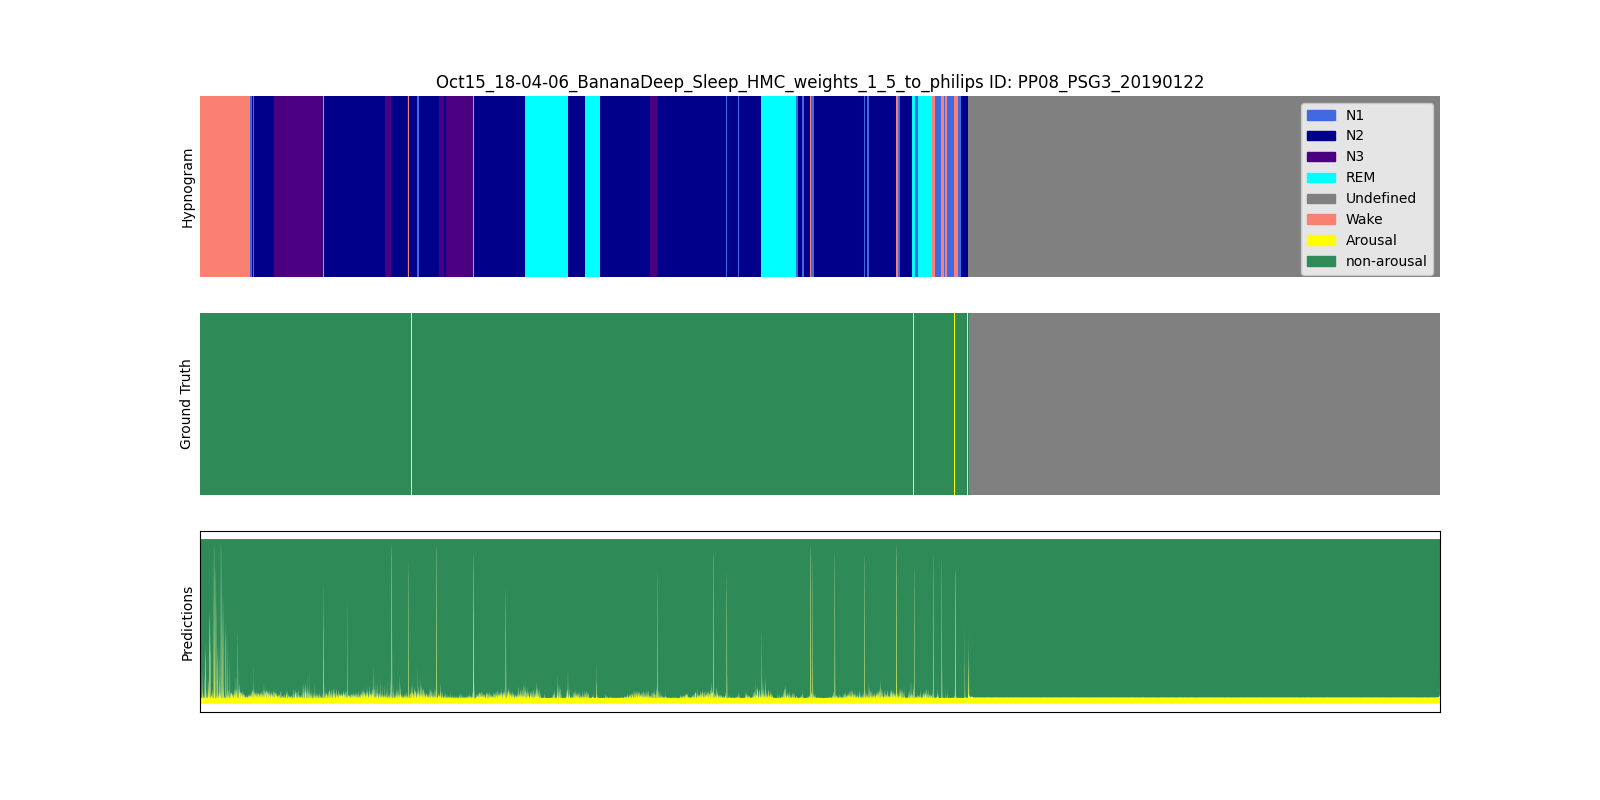 Oct15_18-04-06_BananaDeep_Sleep_HMC_weights_1_5_to_philips ID: PP08_PSG3_20190122
Hypnogram
N1
N2
N3
REM
Undefined
Wake
Arousal
non-arousal
Ground Truth
Predictions